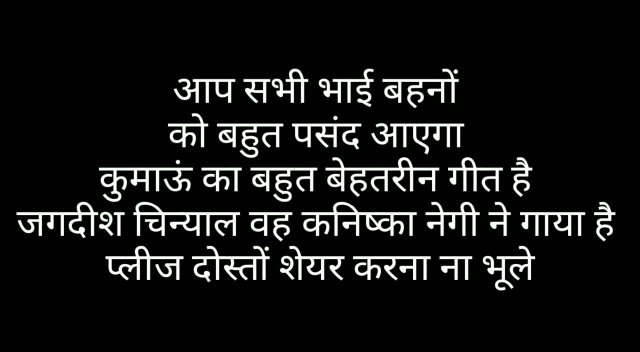 आप सभी भाई बहनों
को बहुत पसंद आएगा
कुमाऊं का बहुत बेहतरीन गीत है
जगदीश चिन्याल वह कनिष्का नेगी ने गाया है
प्लीज दोस्तों शेयर करना ना भूले